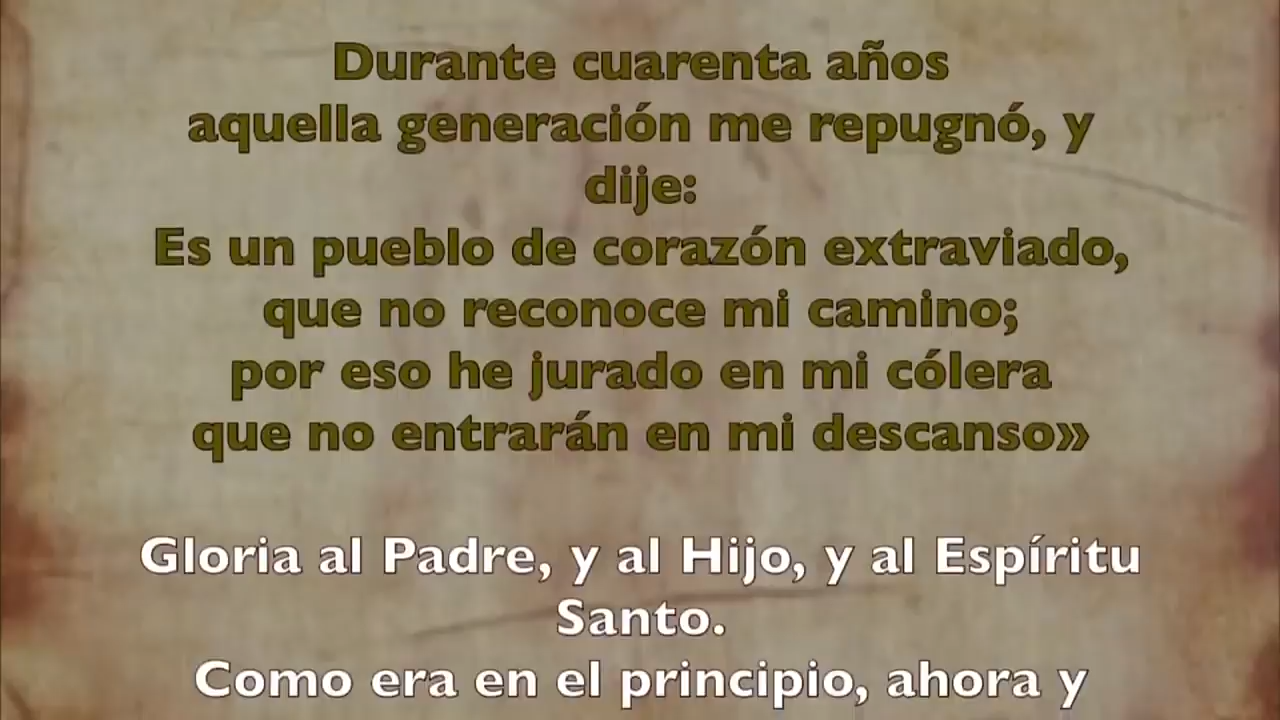 Durante cuarenta años
aquella generación me repugnó, y
dije:
Es un pueblo de corazón extraviado,
que no reconoce mi camino;
por eso he jurado en mi cólera
que no entrarán en mi descanso»
Gloria al Padre, y al Hijo, y al Espíritu
Santo.
Como era en el principio, ahora y